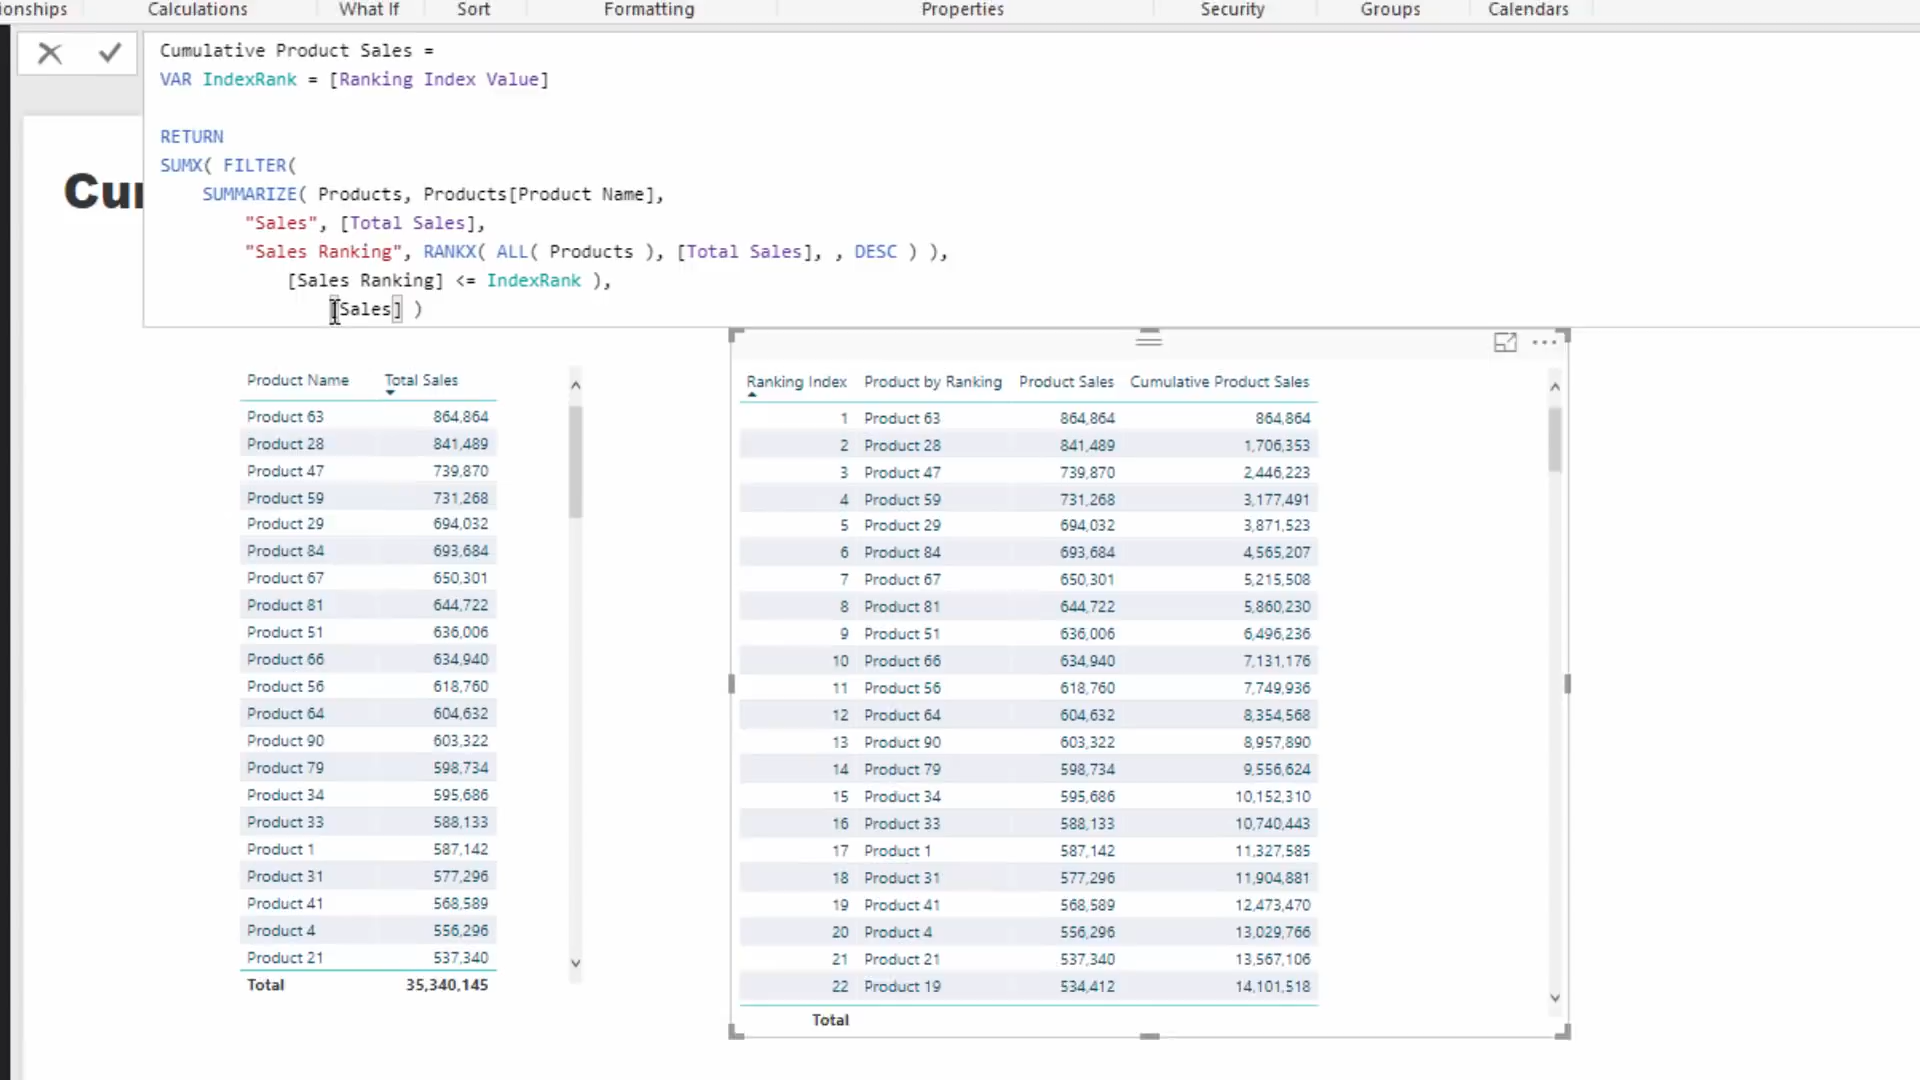 onships Calculations What If Sort Formatting Properties Security Groups Calendars
Cumulative Product Sales =
VAR IndexRank = [Ranking Index Value]
RETURN
SUMX( FILTER(
SUMMARIZE( Products, Products[Product Name],
"Sales", [Total Sales],
"Sales Ranking", RANKX( ALL( Products ), [Total Sales], , DESC ) ),
[Sales Ranking] <= IndexRank ),
[Sales] )
Cu
Product Name Total Sales
Product 63 864,864
Product 28 841,489
Product 47 739,870
Product 59 731,268
Product 29 694,032
Product 84 693,684
Product 67 650,301
Product 81 644,722
Product 51 636,006
Product 66 634,940
Product 56 618,760
Product 64 604,632
Product 90 603,322
Product 79 598,734
Product 34 595,686
Product 33 588,133
Product 1 587,142
Product 31 577,296
Product 41 568,589
Product 4 556,296
Product 21 537,340
Total 35,340,145
Ranking Index Product by Ranking Product Sales Cumulative Product Sales
1 Product 63 864,864 864,864
2 Product 28 841,489 1,706,353
3 Product 47 739,870 2,446,223
4 Product 59 731,268 3,177,491
5 Product 29 694,032 3,871,523
6 Product 84 693,684 4,565,207
7 Product 67 650,301 5,215,508
8 Product 81 644,722 5,860,230
9 Product 51 636,006 6,496,236
10 Product 66 634,940 7,131,176
11 Product 56 618,760 7,749,936
12 Product 64 604,632 8,354,568
13 Product 90 603,322 8,957,890
14 Product 79 598,734 9,556,624
15 Product 34 595,686 10,152,310
16 Product 33 588,133 10,740,443
17 Product 1 587,142 11,327,585
18 Product 31 577,296 11,904,881
19 Product 41 568,589 12,473,470
20 Product 4 556,296 13,029,766
21 Product 21 537,340 13,567,106
22 Product 19 534,412 14,101,518
Total